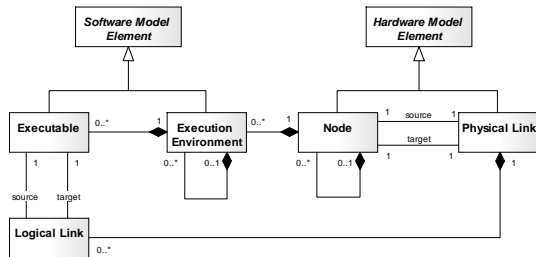 Software Model
Element
Hardware Model
Element
0..* 1 0..* 1 1 source 1
Executable
Execution
Environment
Node
Physical Link
target
1 1 0..* 0..1 0..* 0..1 1 1 1
source target
Logical Link
0..*